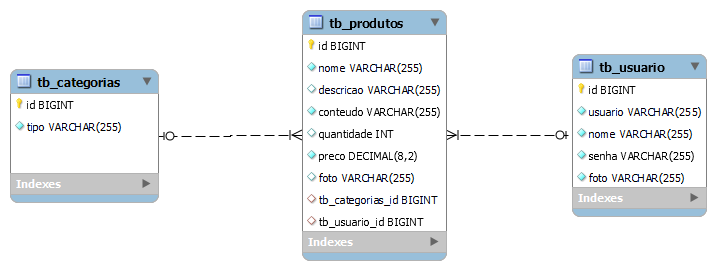 tb_categorias
id BIGINT
tipo VARCHAR(255)
Indexes
tb_produtos
id BIGINT
nome VARCHAR(255)
descricao VARCHAR(255)
conteudo VARCHAR(255)
quantidade INT
preco DECIMAL(8,2)
foto VARCHAR(255)
tb_categorias_id BIGINT
tb_usuario_id BIGINT
Indexes
tb_usuario
id BIGINT
usuario VARCHAR(255)
nome VARCHAR(255)
senha VARCHAR(255)
foto VARCHAR(255)
Indexes